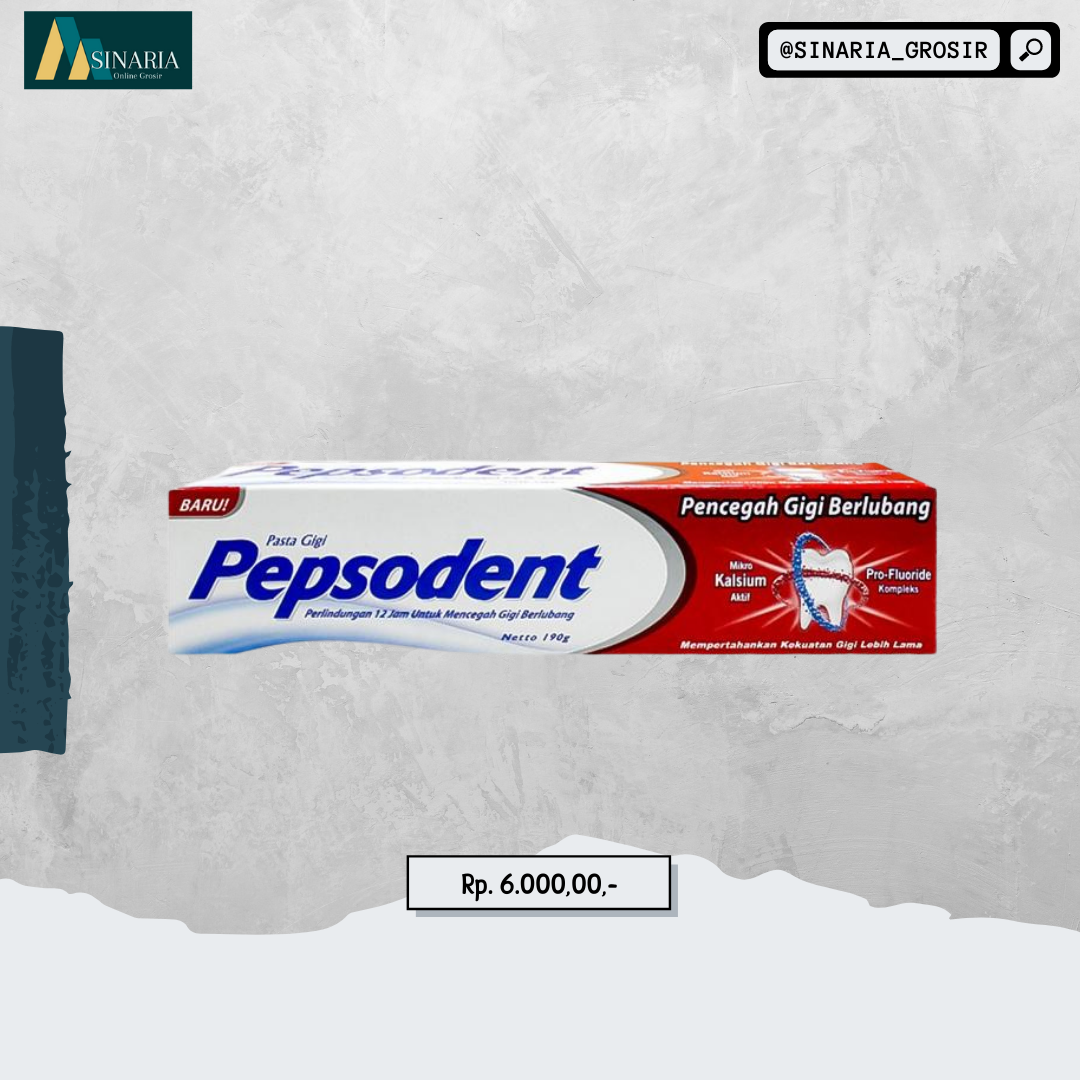 SINARIA
Online Grosir
@SINARIA_GROSIR
Pepsodent
BARU!
Pencegah Gigi Berlubang
Pasta Gigi
Pepsodent
Mikro
Kalsium
Aktif
Pro-Fluoride
Kompleks
Perlindungan 12 Jam Untuk Mencegah Gigi Berlubang
Netto 190g
Mempertahankan Kekuatan Gigi Lebih Lama
Rp. 6.000,00,-